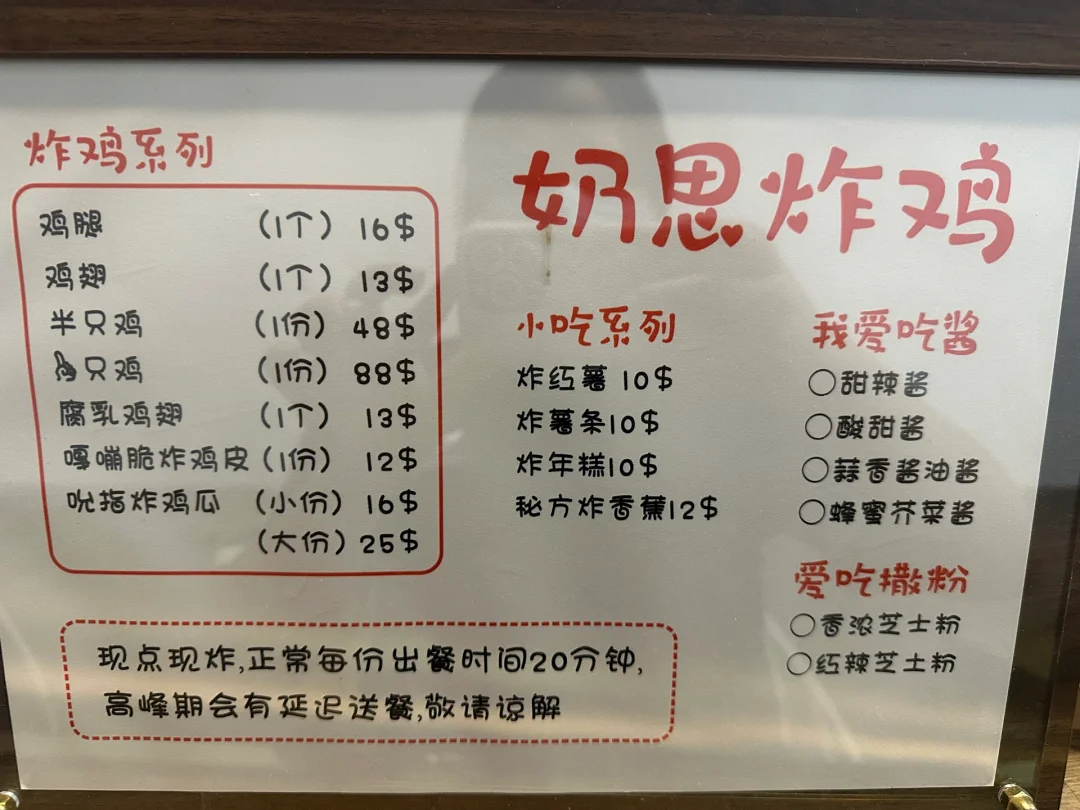 炸鸡系列
鸡腿 (1个) 16$
鸡翅 (1个) 13$
半只鸡 (1份) 48$
只鸡 (1份) 88$
腐乳鸡翅 (1个) 13$
嘎嘣脆炸鸡皮 (1份) 12$
吮指炸鸡瓜 (小份) 16$
(大份) 25$
奶思炸鸡
小吃系列
炸红薯 10$
炸薯条10$
炸年糕10$
秘方炸香蕉12$
我爱吃酱
○甜辣酱
○酸甜酱
○蒜香酱油酱
○蜂蜜芥菜酱
爱吃撒粉
○香浓芝士粉
○红辣芝士粉
现点现炸,正常每份出餐时间20分钟,
高峰期会有延迟送餐,敬请谅解